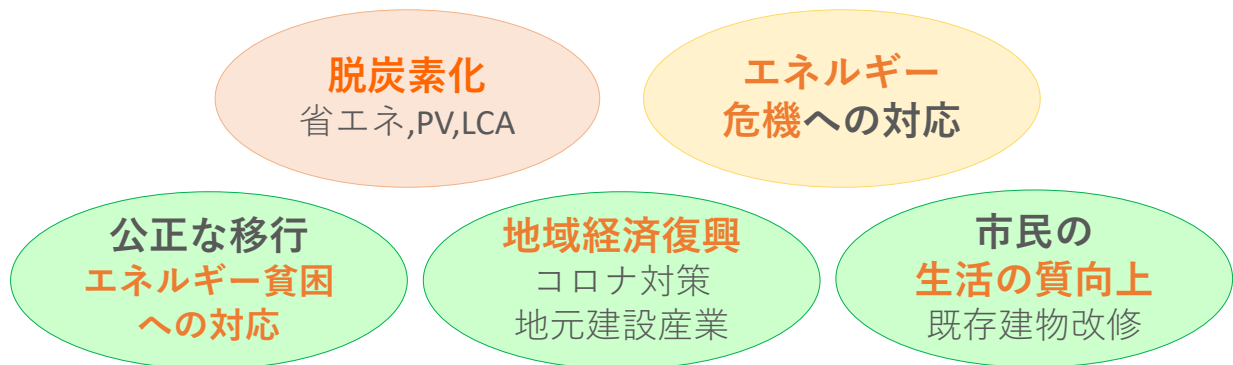 脱炭素化
省エネ,PV,LCA
エネルギー
危機への対応
公正な移行
エネルギー貧困
への対応
地域経済復興
コロナ対策
地元建設産業
市民の
生活の質向上
既存建物改修